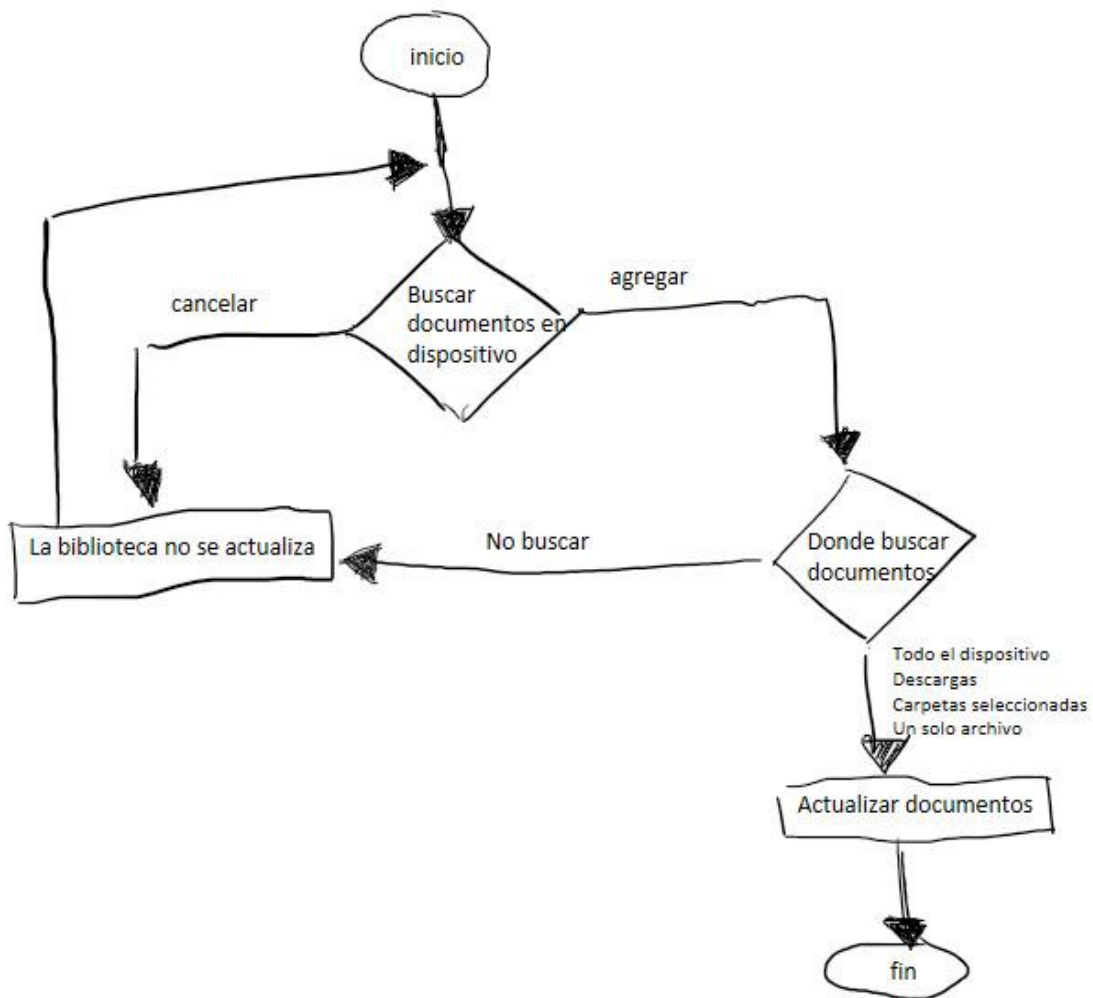 inicio
cancelar
Buscar
documentos en
dispositivo
agregar
La biblioteca no se actualiza
No buscar
Donde buscar
documentos
Todo el dispositivo
Descargas
Carpetas seleccionadas
Un solo archivo
Actualizar documentos
fin